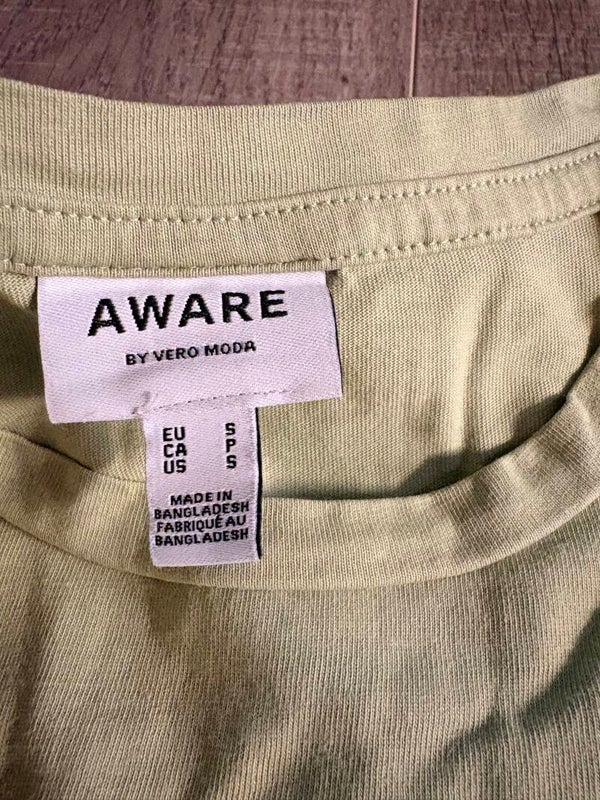 AWARE
BY VERO MODA
EU S
CA P
US S
MADE IN
BANGLADESH
FABRIQUÉ AU
BANGLADESH